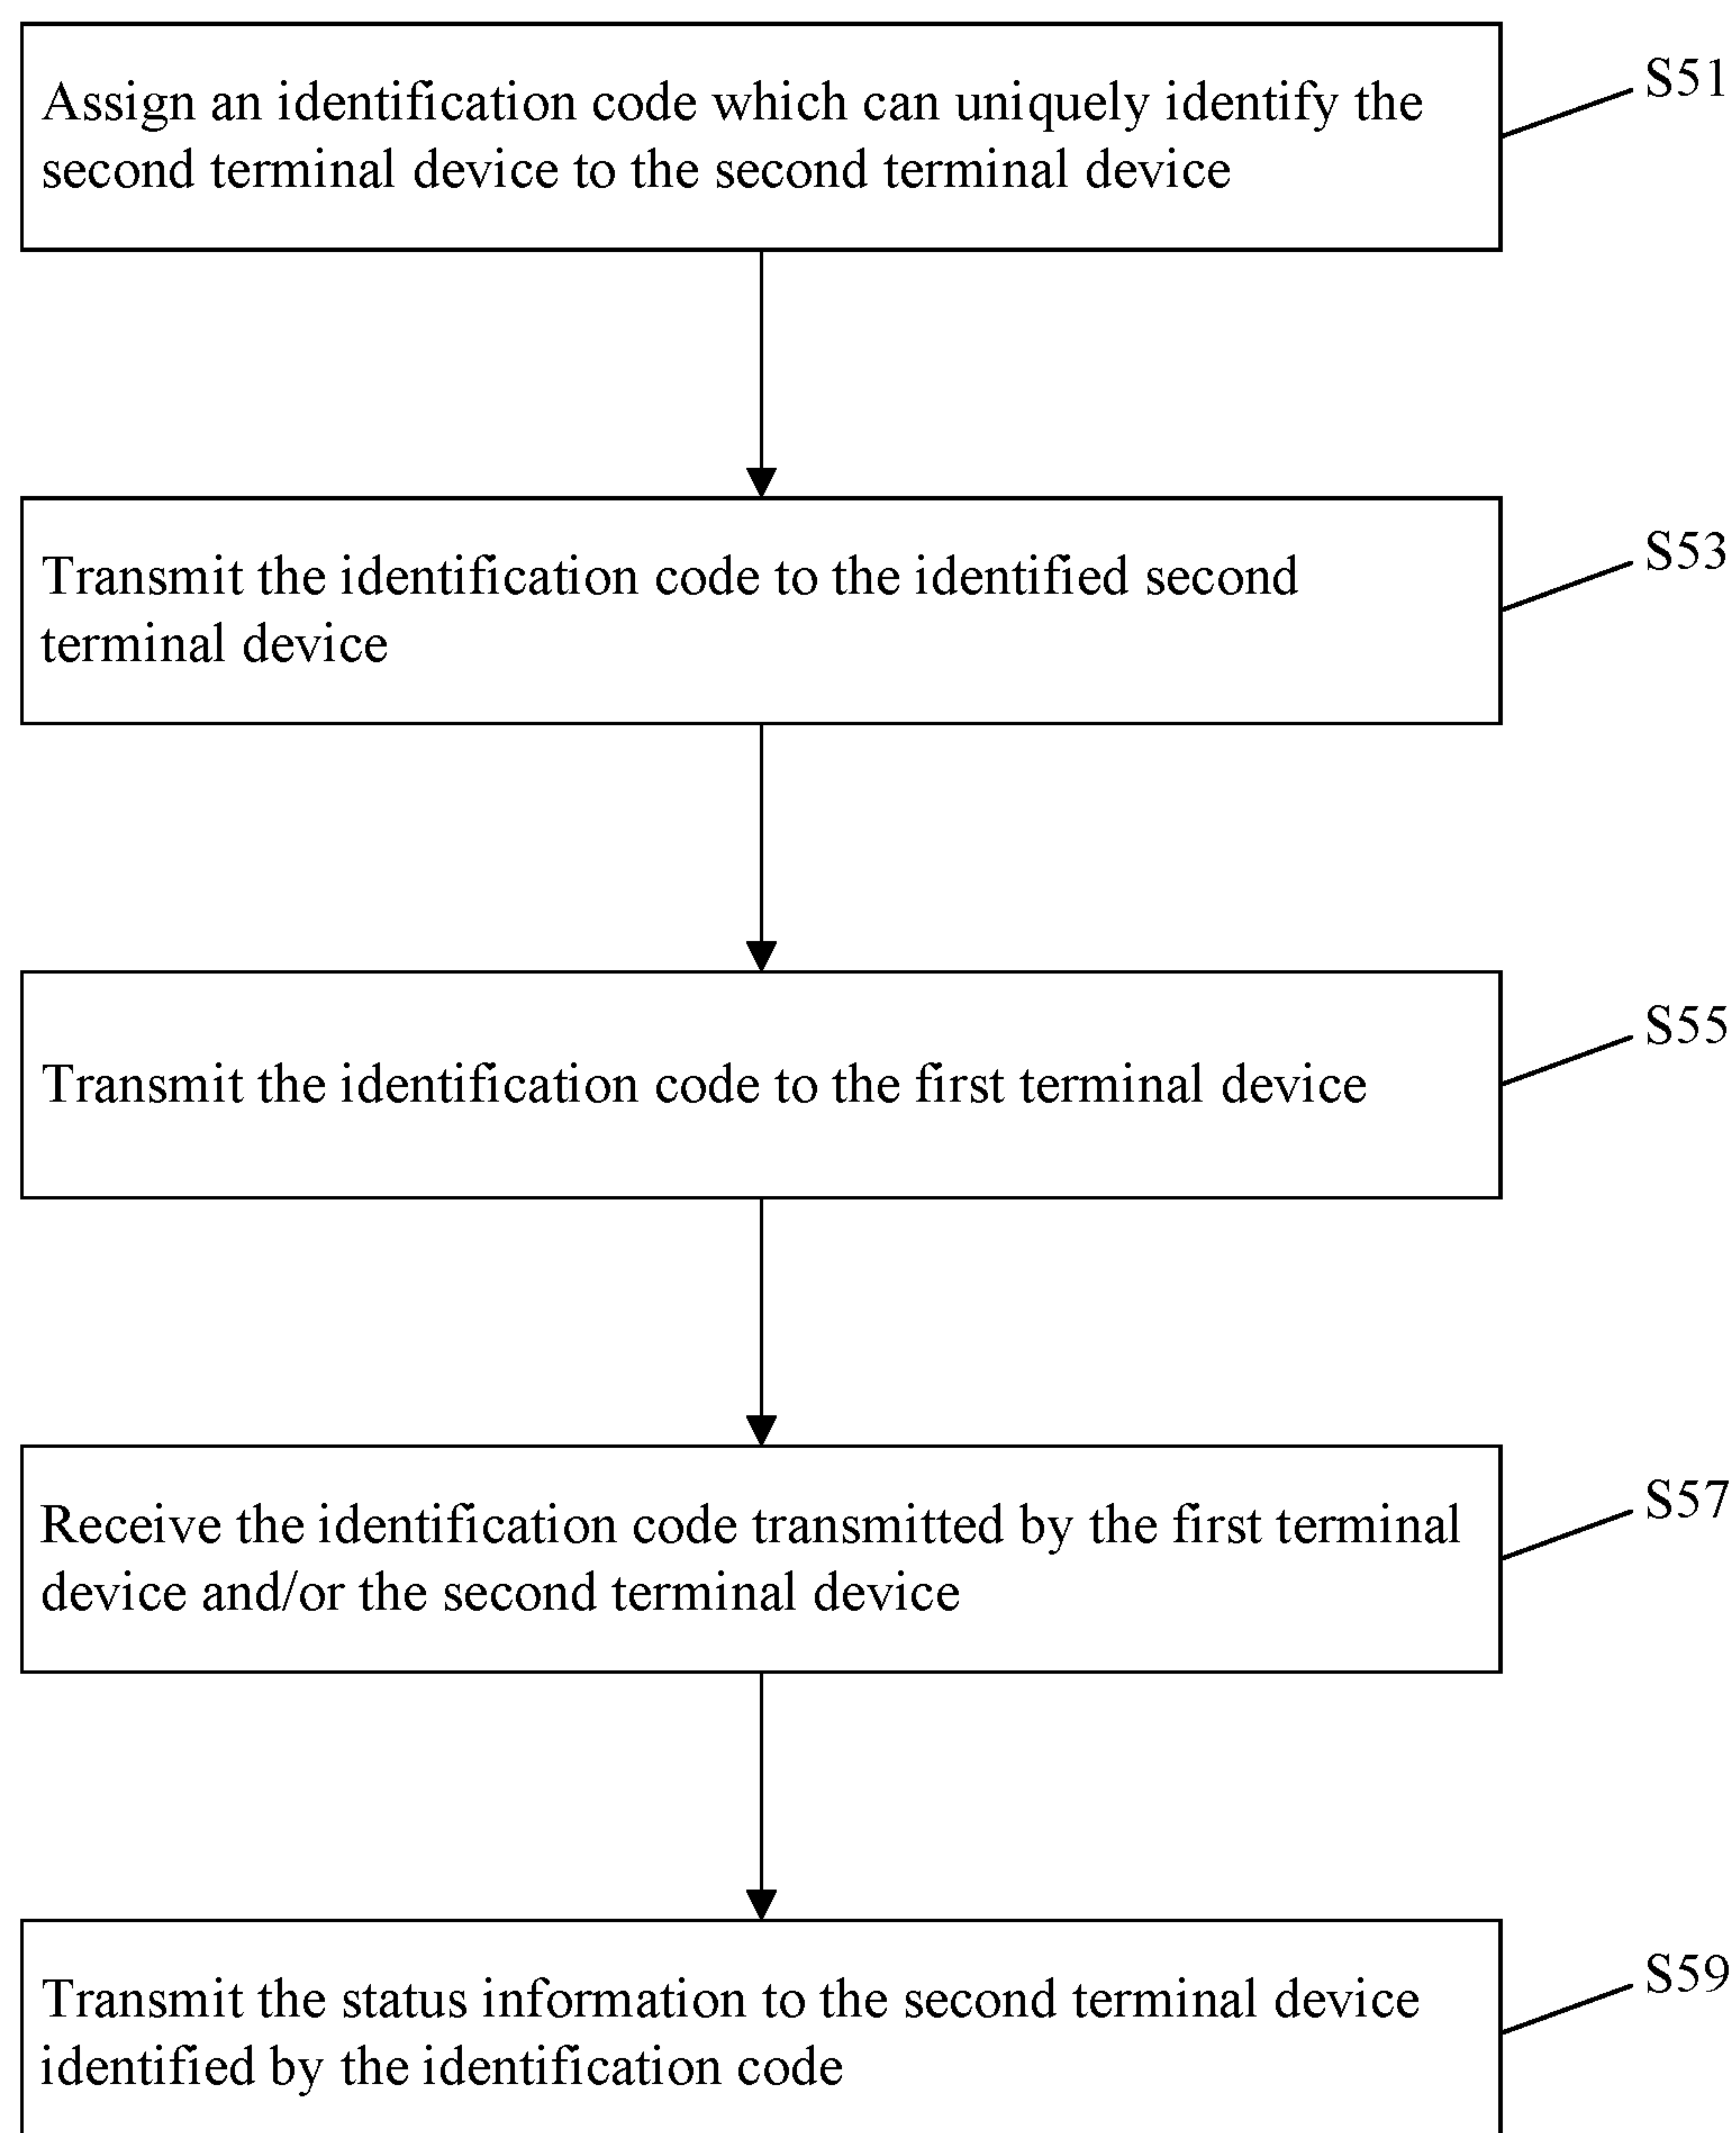 Assign an identification code which can uniquely identify the
second terminal device to the second terminal device
S51
Transmit the identification code to the identified second
terminal device
S53
Transmit the identification code to the first terminal device
S55
Receive the identification code transmitted by the first terminal
device and/or the second terminal device
S57
Transmit the status information to the second terminal device
identified by the identification code
S59